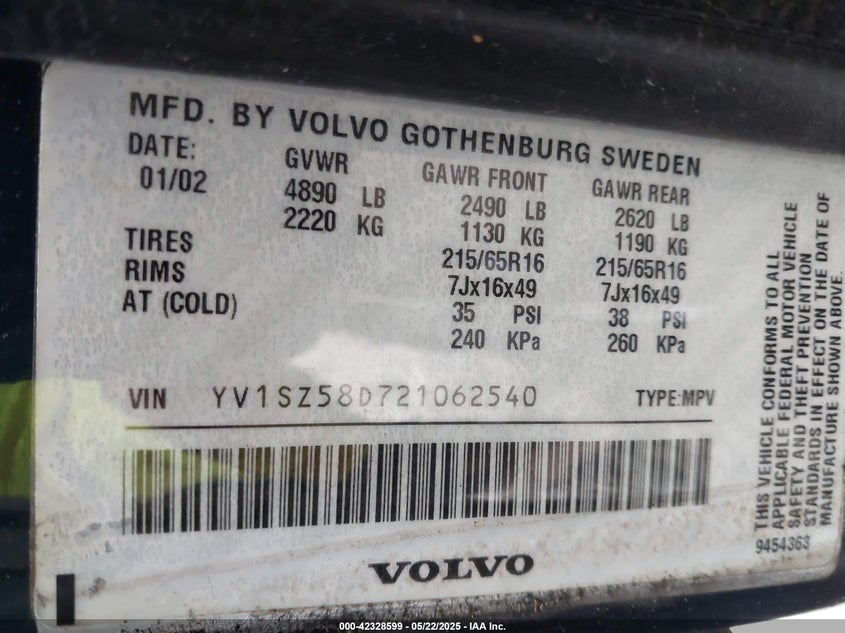 MFD. BY VOLVO GOTHENBURG SWEDEN
DATE: GVWR GAWR FRONT GAWR REAR
01/02 4890 LB 2490 LB 2620 LB
2220 KG 1130 KG 1190 KG
TIRES 215/65R16 215/65R16
RIMS 7Jx16x49 7Jx16x49
AT (COLD) 35 PSI 38 PSI
240 KPa 260 KPa
VIN YV1SZ58D721062540 TYPE:MPV
VOLVO
THIS VEHICLE CONFORMS TO ALL
APPLICABLE FEDERAL MOTOR VEHICLE
SAFETY AND THEFT PREVENTION
STANDARDS IN EFFECT ON THE DATE OF
MANUFACTURE SHOWN ABOVE.
9454363
000-42328599 - 05/22/2025 - IAA Inc.